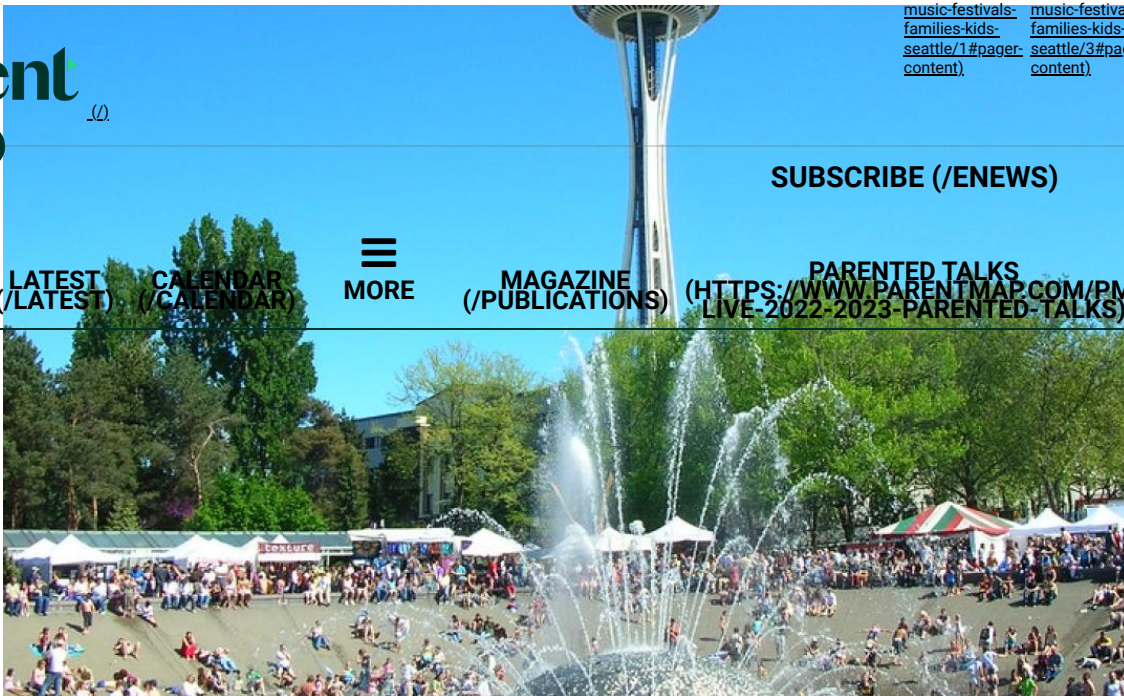 music-festivals-
families-kids-
seattle/1#pager-
content)
music-festiva
families-kids-
seattle/3#pag
content)
ent
(/)
SUBSCRIBE (/ENEWS)
LATEST
(/LATEST)
CALENDAR
(/CALENDAR)
MORE
MAGAZINE
(/PUBLICATIONS)
PARENTED TALKS
(HTTPS://WWW.PARENTMAP.COM/PM
LIVE-2022-2023-PARENTED-TALKS)
texture